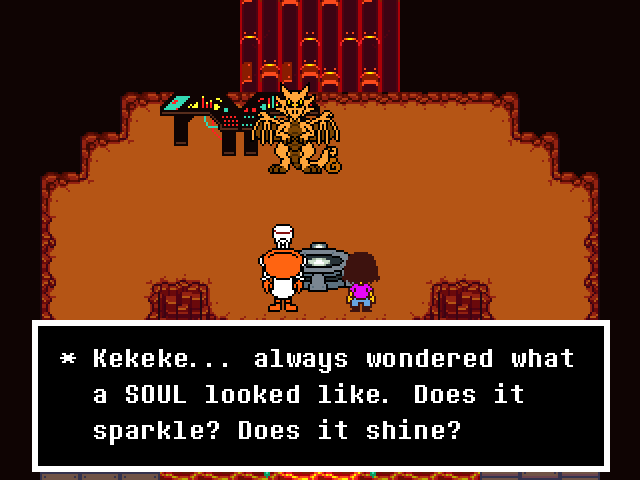 * Kekeke... always wondered what
a SOUL looked like. Does it
sparkle? Does it shine?